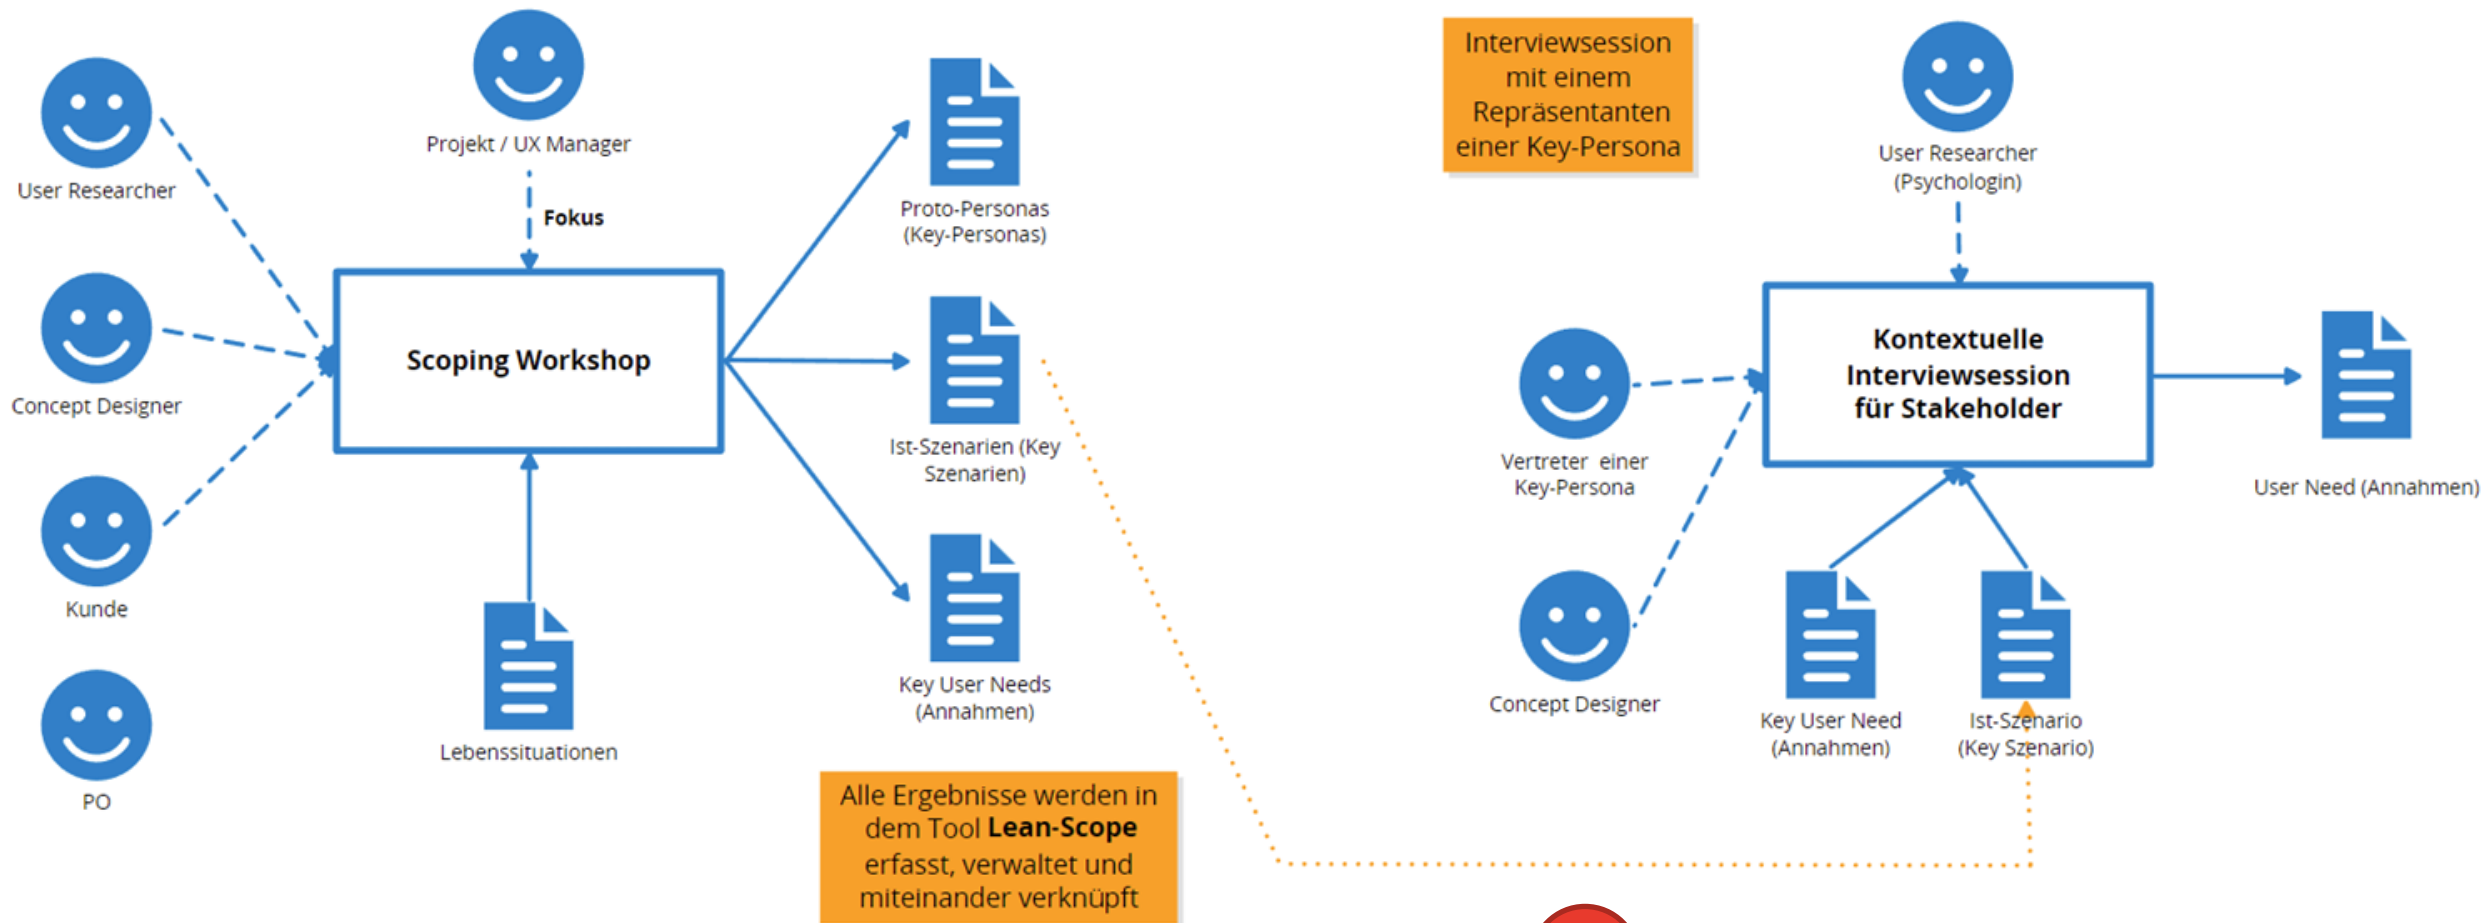 User Researcher
Projekt / UX Manager
Fokus
Concept Designer
Scoping Workshop
Kunde
PO
Lebenssituationen
Proto-Personas
(Key-Personas)
Ist-Szenarien (Key
Szenarien)
Key User Needs
(Annahmen)
Alle Ergebnisse werden in
dem Tool Lean-Scope
erfasst, verwaltet und
miteinander verknüpft
Interviewsession
mit einem
Repräsentanten
einer Key-Persona
User Researcher
(Psychologin)
Vertreter einer
Key-Persona
Kontextuelle
Interviewsession
für Stakeholder
User Need (Annahmen)
Concept Designer
Key User Need
(Annahmen)
Ist-Szenario
(Key Szenario)